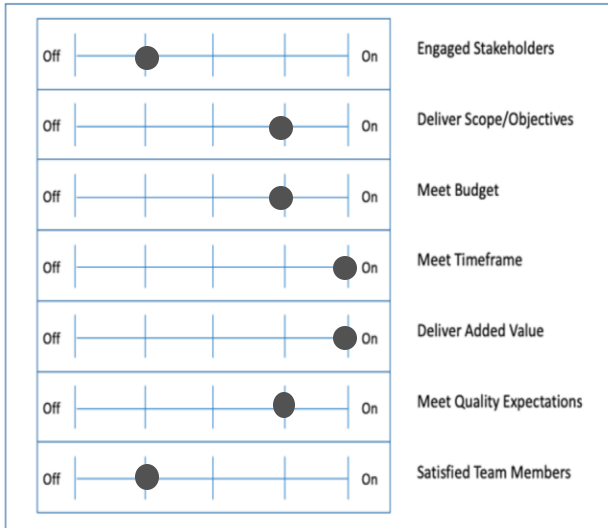 Off On Engaged Stakeholders
Off On Deliver Scope/Objectives
Off On Meet Budget
Off On Meet Timeframe
Off On Deliver Added Value
Off On Meet Quality Expectations
Off On Satisfied Team Members